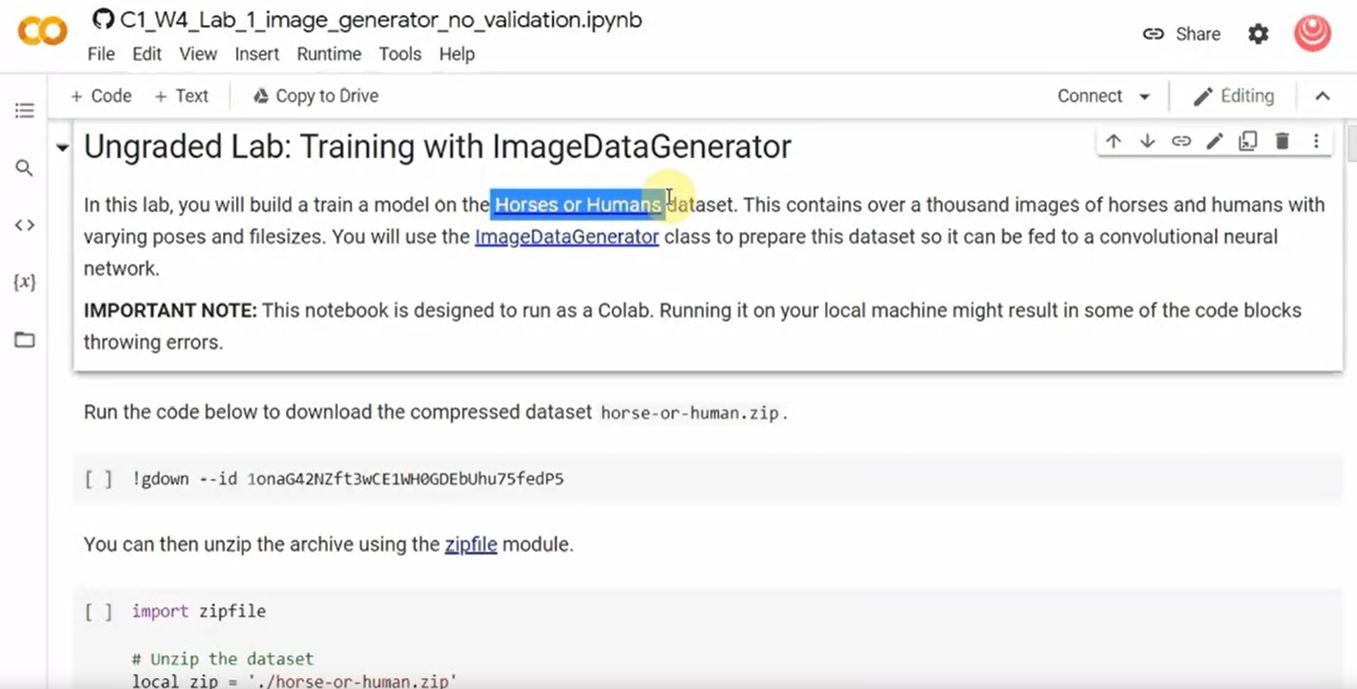 C1_W4_Lab_1_image_generator_no_validation.ipynb
Share
File Edit View Insert Runtime Tools Help
+ Code + Text Copy to Drive Connect Editing
Ungraded Lab: Training with ImageDataGenerator
In this lab, you will build a train a model on the Horses or Humans dataset. This contains over a thousand images of horses and humans with
varying poses and filesizes. You will use the ImageDataGenerator class to prepare this dataset so it can be fed to a convolutional neural
network.
IMPORTANT NOTE: This notebook is designed to run as a Colab. Running it on your local machine might result in some of the code blocks
throwing errors.
Run the code below to download the compressed dataset horse-or-human.zip.
[ ] !gdown --id 1onaG42NZft3wCE1WH0GDEbUhu75fedP5
You can then unzip the archive using the zipfile module.
[ ] import zipfile
# Unzip the dataset
local_zip = './horse-or-human.zip'